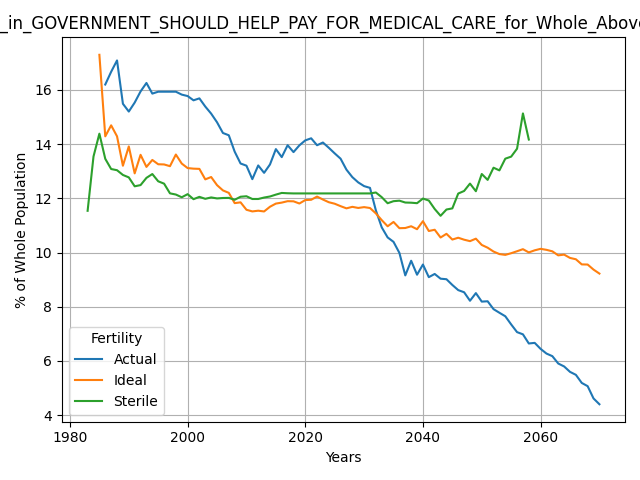 _in_GOVERNMENT_SHOULD_HELP_PAY_FOR_MEDICAL_CARE_for_Whole_Above
% of Whole Population
16
14
12
10
8
6
4
Fertility
Actual
Ideal
Sterile
1980
2000
2020
2040
2060
Years